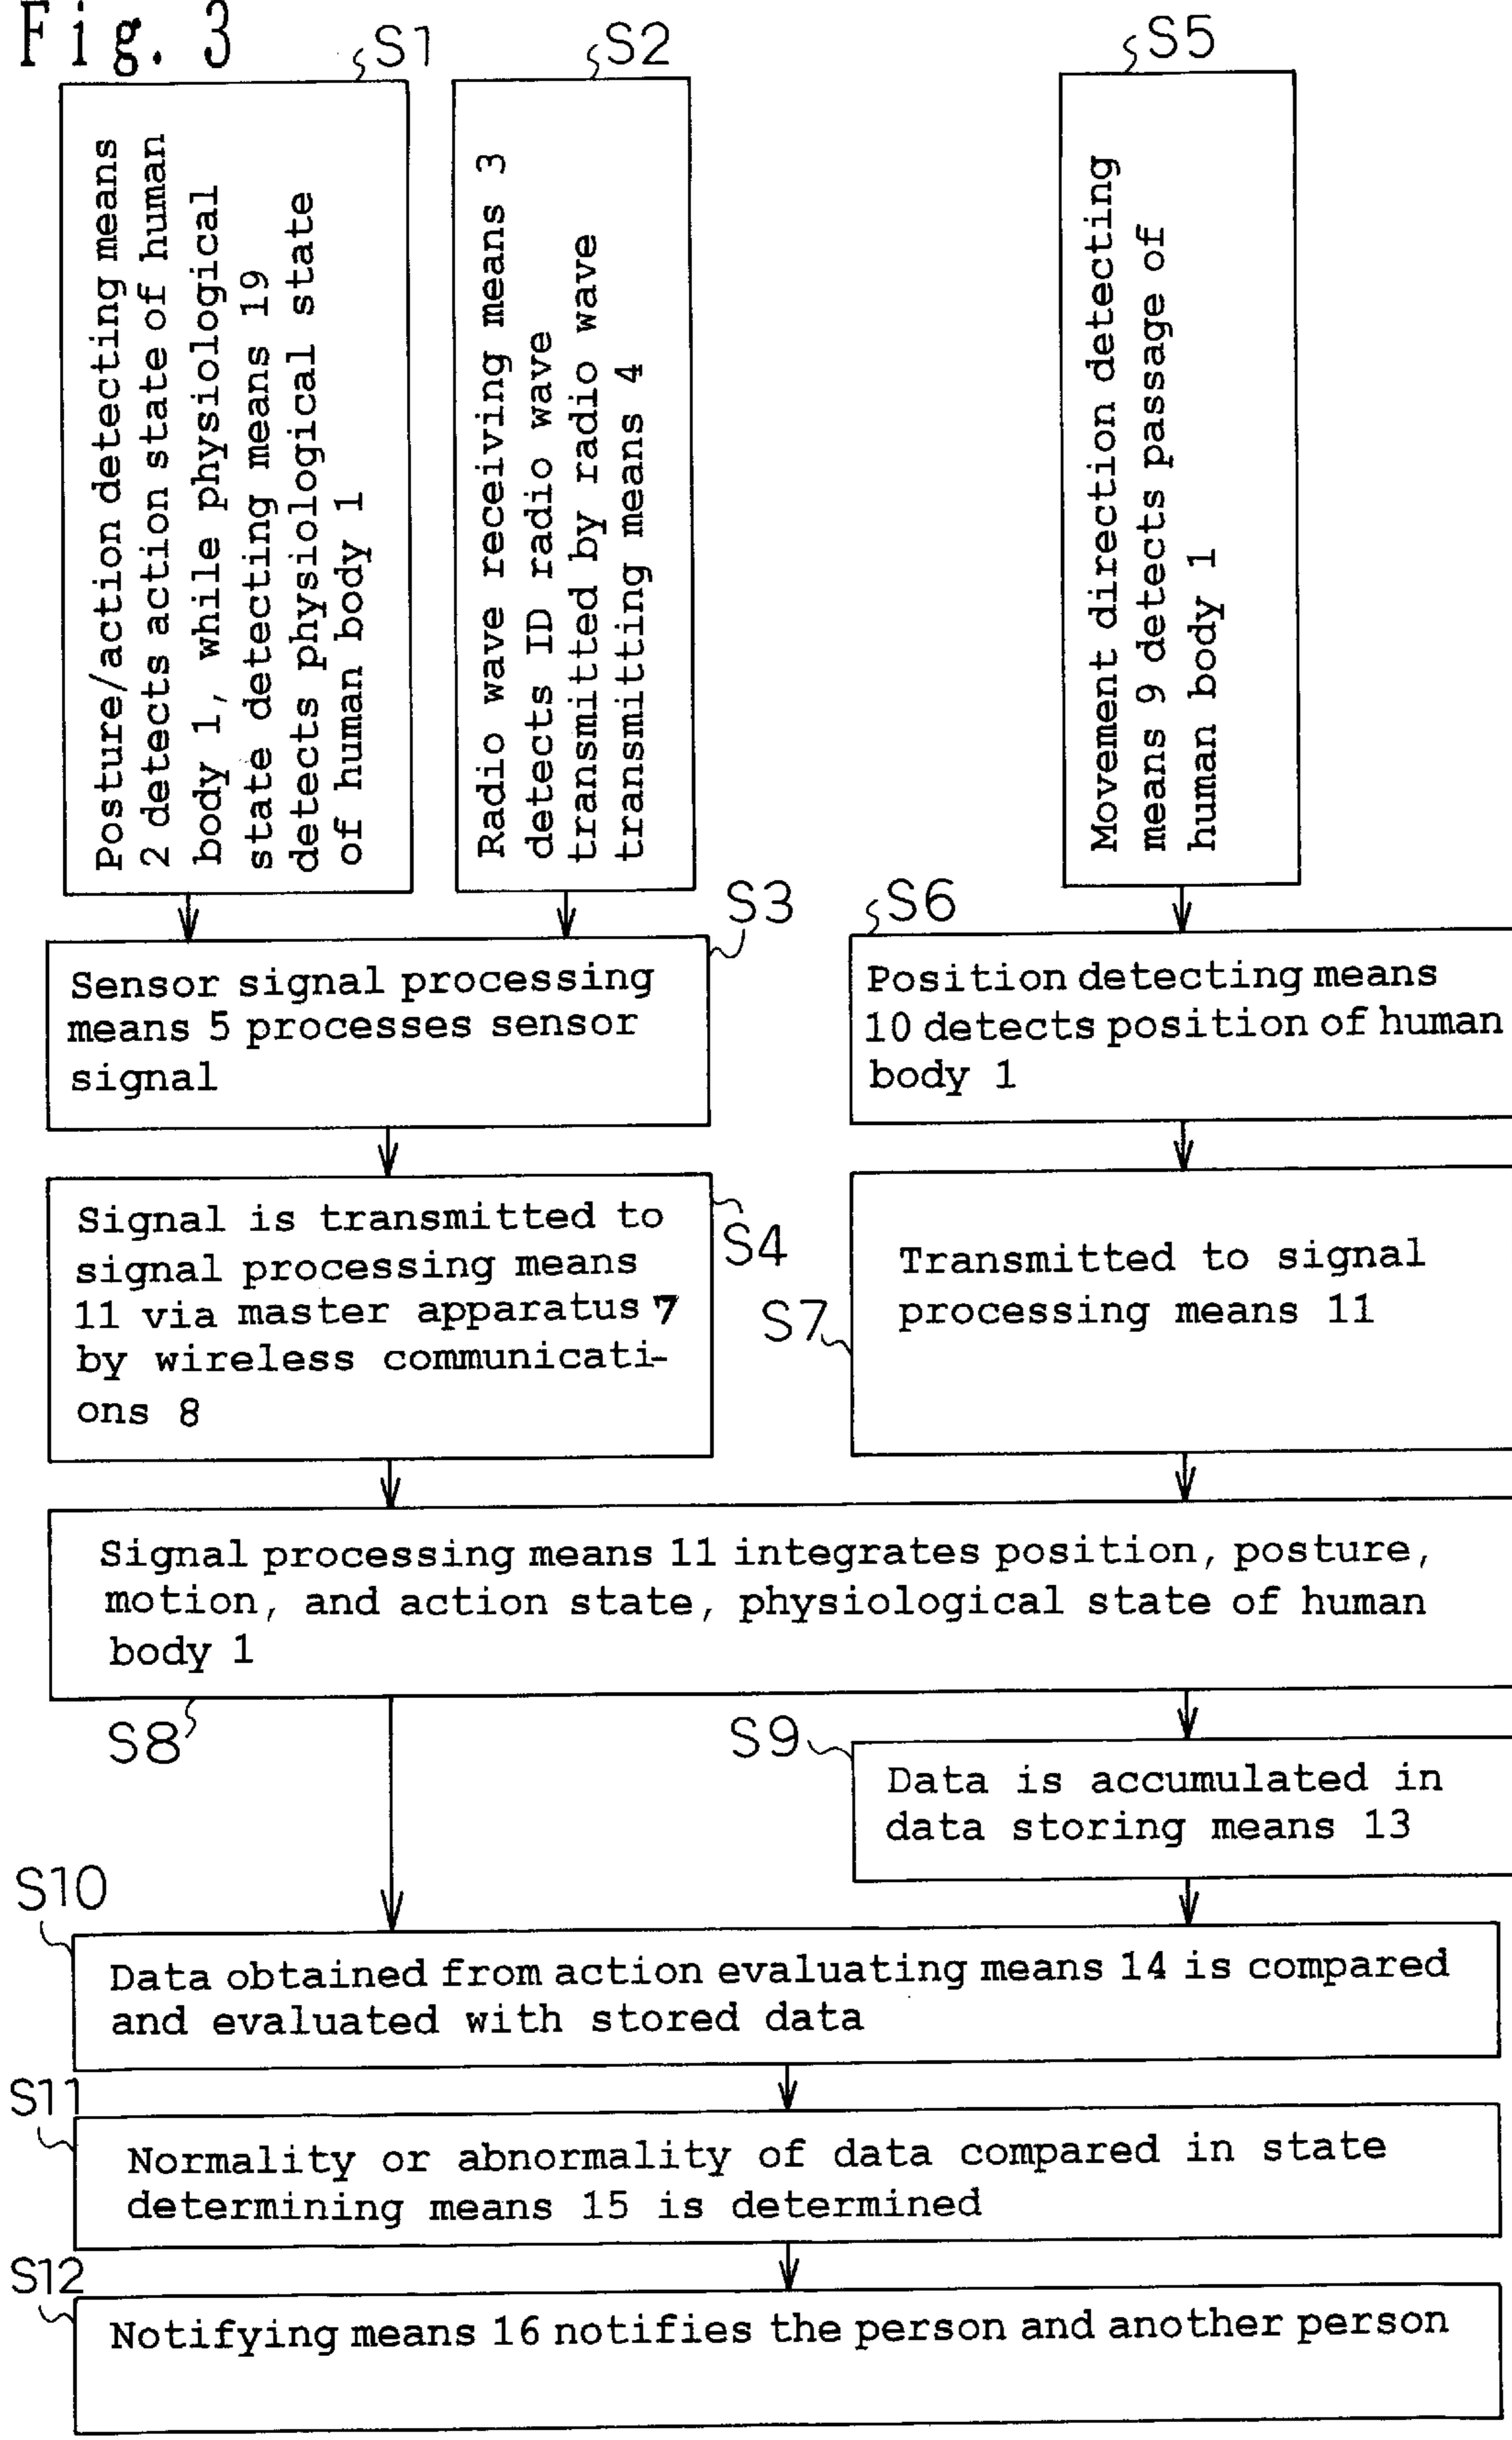 Fig. 3
S1
Posture/action detecting means
2 detects action state of human
body 1, while physiological
state detecting means 19
detects physiological state
of human body 1
S2
Radio wave receiving means 3
detects ID radio wave
transmitted by radio wave
transmitting means 4
S5
Movement direction detecting
means 9 detects passage of
human body 1
S3
Sensor signal processing
means 5 processes sensor
signal
S6
Position detecting means
10 detects position of human
body 1
S4
Signal is transmitted to
signal processing means
11 via master apparatus 7
by wireless communicati-
ons 8
S7
Transmitted to signal
processing means 11
Signal processing means 11 integrates position, posture,
motion, and action state, physiological state of human
body 1
S8
S9
Data is accumulated in
data storing means 13
S10
Data obtained from action evaluating means 14 is compared
and evaluated with stored data
S11
Normality or abnormality of data compared in state
determining means 15 is determined
S12
Notifying means 16 notifies the person and another person